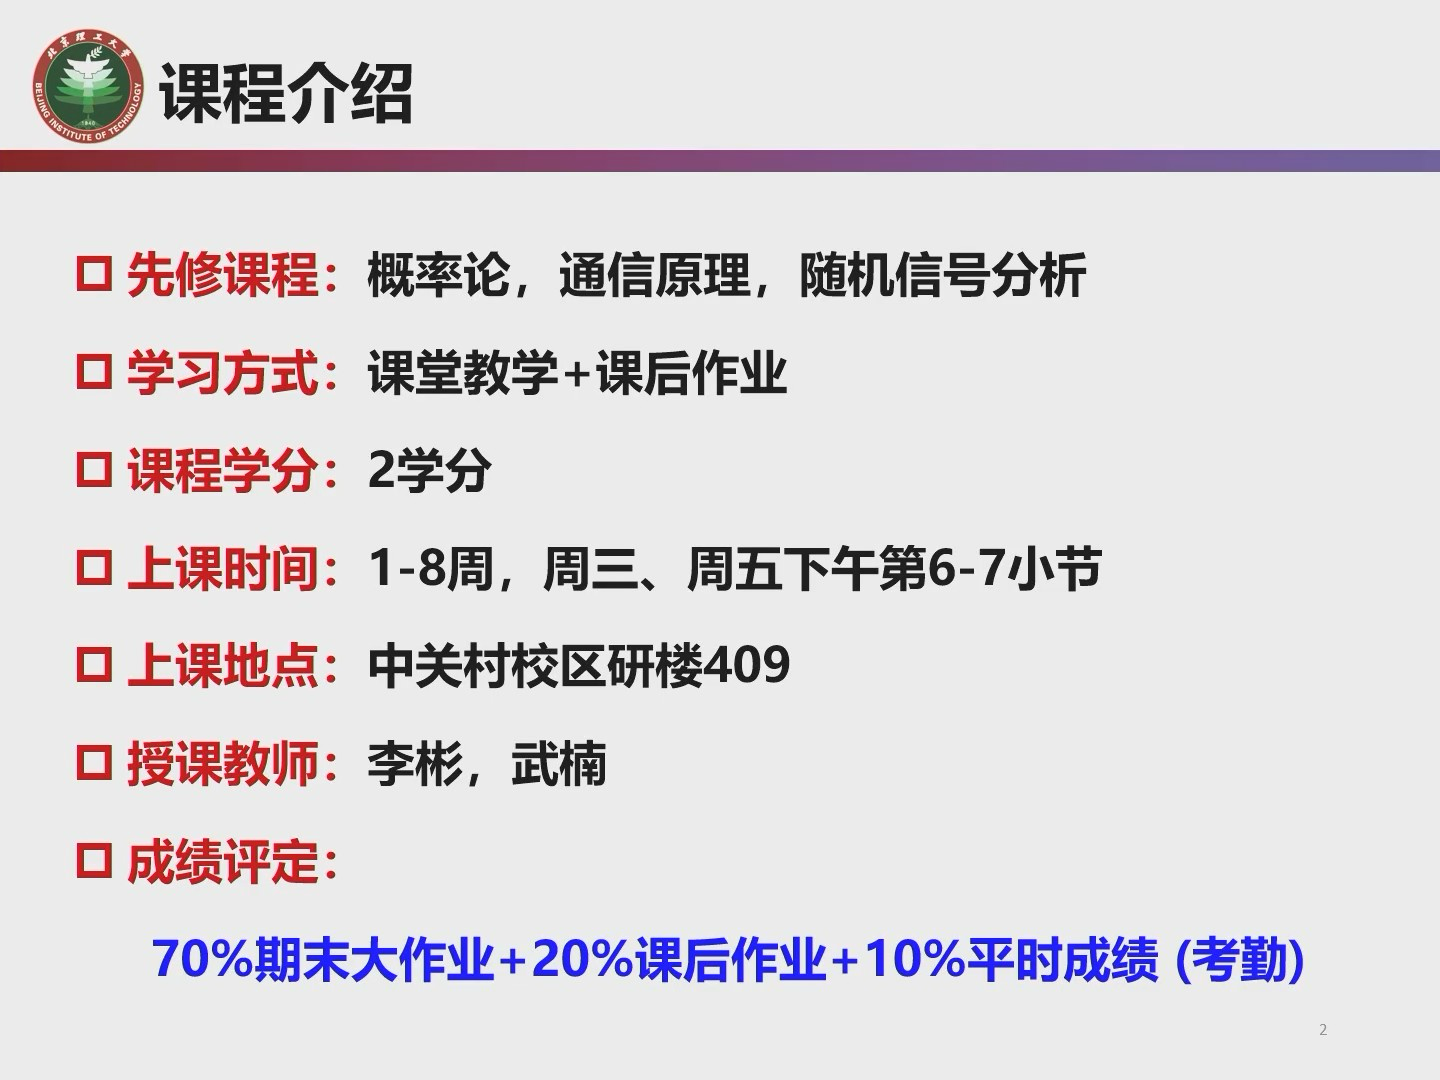 北京理工大学
BEIJING INSTITUTE OF TECHNOLOGY
1940
课程介绍
先修课程：概率论，通信原理，随机信号分析
学习方式：课堂教学+课后作业
课程学分：2学分
上课时间：1-8周，周三、周五下午第6-7小节
上课地点：中关村校区研楼409
授课教师：李彬，武楠
成绩评定：
70%期末大作业+20%课后作业+10%平时成绩 (考勤)
2